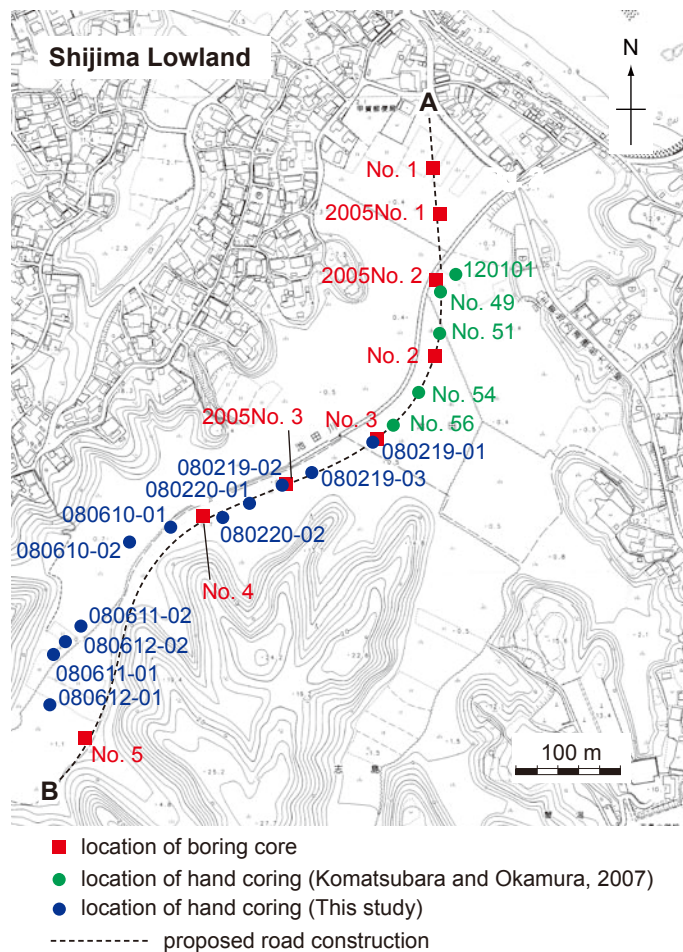 Shijima Lowland
N
A
No. 1
2005No. 1
120101
2005No. 2
No. 49
No. 51
No. 2
No. 54
2005No. 3
No. 3
No. 56
080219-01
080219-02
080219-03
080220-01
080610-01
080220-02
080610-02
No. 4
080611-02
080612-02
080611-01
080612-01
No. 5
100 m
B
志島
location of boring core
location of hand coring (Komatsubara and Okamura, 2007)
location of hand coring (This study)
proposed road construction